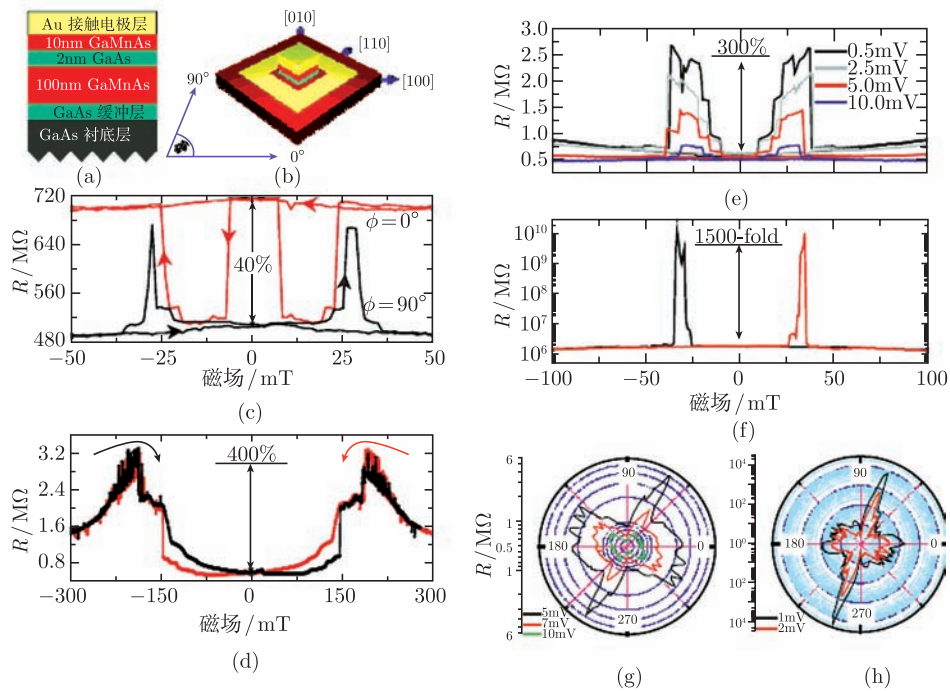 Au 接触电极层
10nm GaMnAs
2nm GaAs
100nm GaMnAs
GaAs 缓冲层
GaAs 衬底层
(a)
[010]
[110]
[100]
90°
0°
(b)
R/MΩ
720
640
560
480
ϕ=0°
40%
ϕ=90°
−50 −25 0 25 50
磁场/mT
(c)
R/MΩ
3.2
2.4
1.6
0.8
400%
−300 −150 0 150 300
磁场/mT
(d)
R/MΩ
3.0
2.5
2.0
1.5
1.0
0.5
300%
0.5mV
2.5mV
5.0mV
10.0mV
(e)
R/MΩ
10¹⁰
10⁹
10⁸
10⁷
10⁶
1500-fold
−100 −50 0 50 100
磁场/mT
(f)
R/MΩ
6
1
0.5
1
6
90
180
0
270
5mV
7mV
10mV
(g)
10⁴
10²
10⁰
10²
10⁴
90
180
0
270
1mV
2mV
(h)